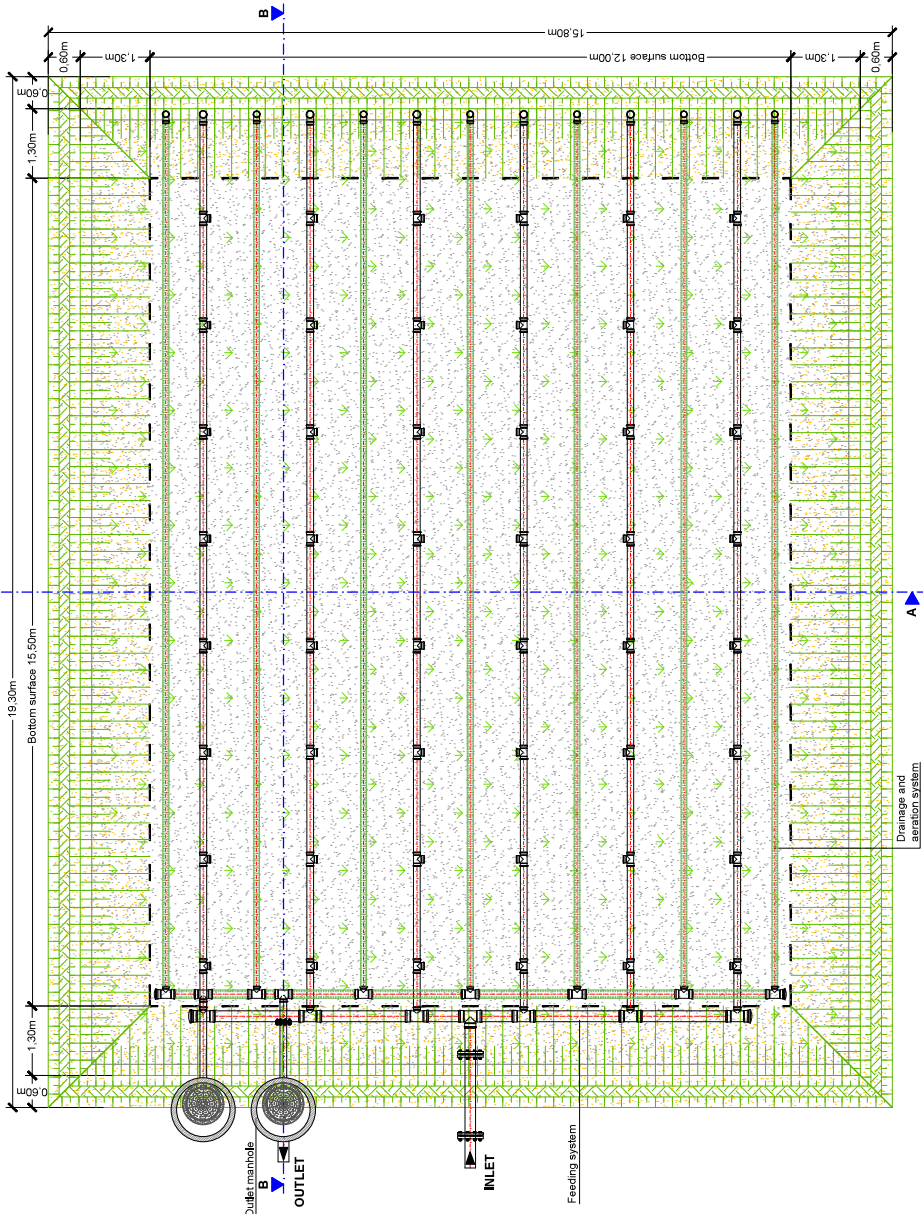 B
15,80m
0,60m
1,30m
Bottom surface 12,00m
1,30m
0,60m
0,60m
1,30m
19,30m
Bottom surface 15,50m
A
Drainage and
aeration system
1,30m
0,60m
Outlet manhole
B
OUTLET
INLET
Feeding system